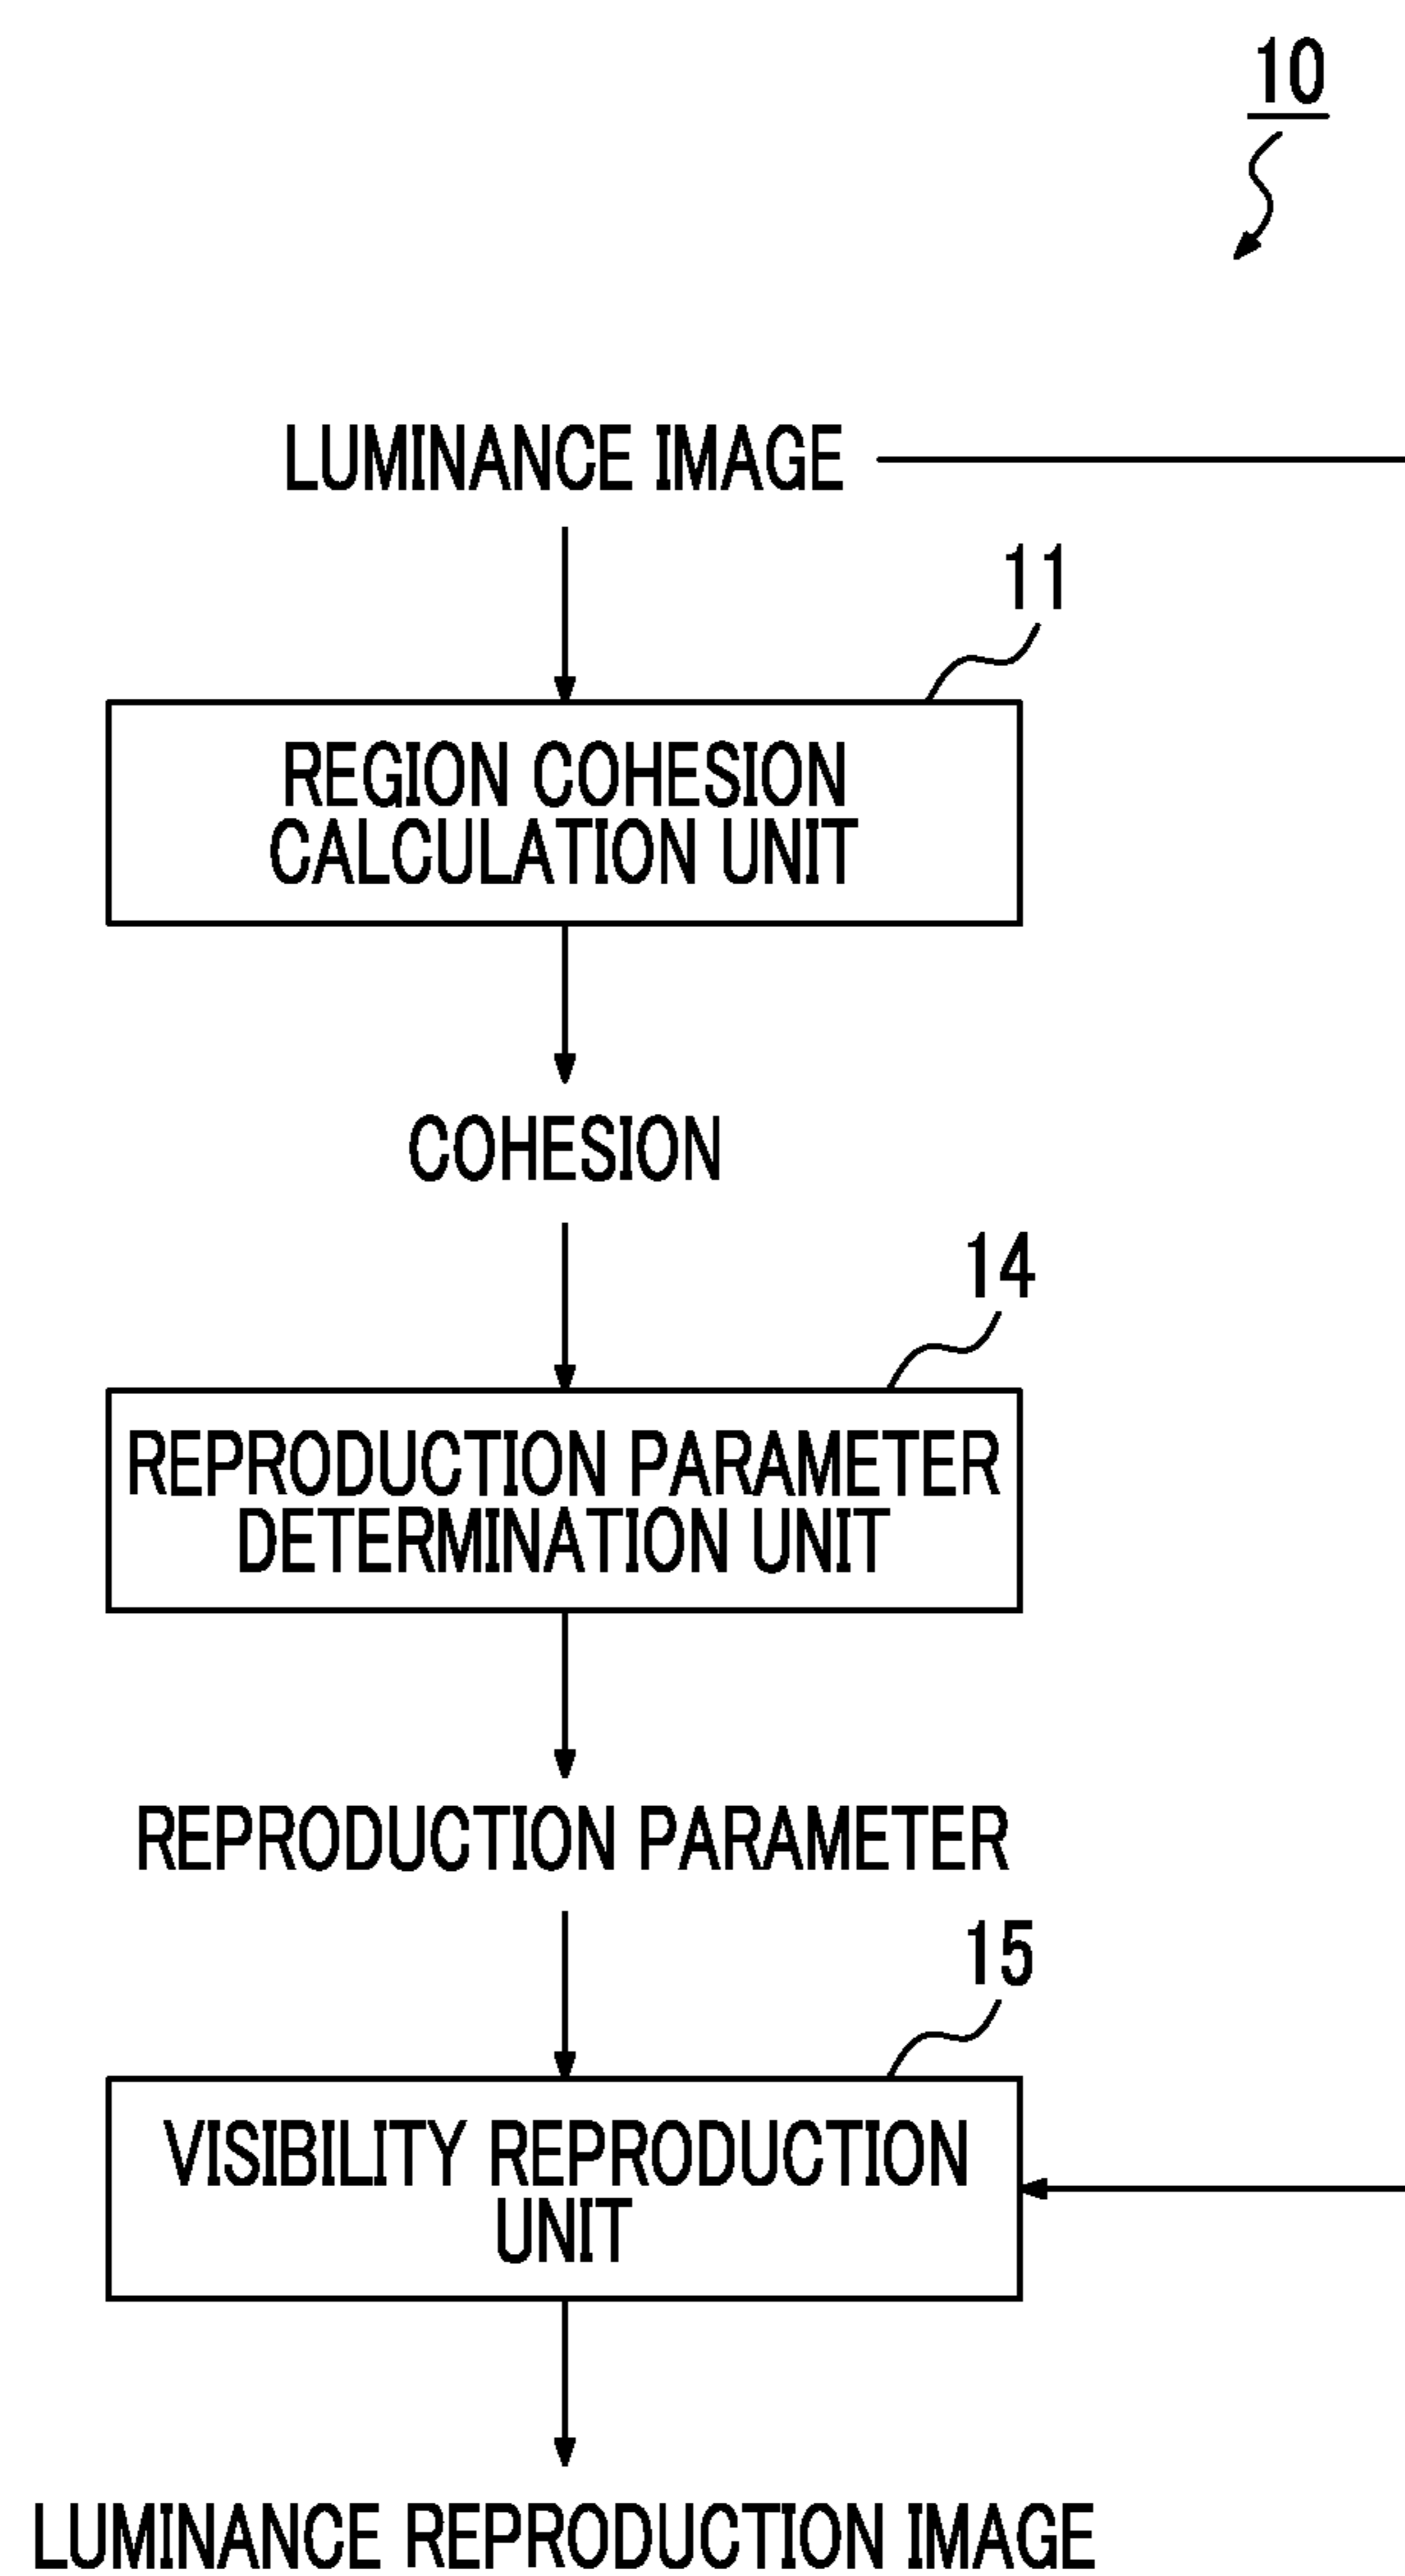 10
LUMINANCE IMAGE
11
REGION COHESION
CALCULATION UNIT
COHESION
14
REPRODUCTION PARAMETER
DETERMINATION UNIT
REPRODUCTION PARAMETER
15
VISIBILITY REPRODUCTION
UNIT
LUMINANCE REPRODUCTION IMAGE